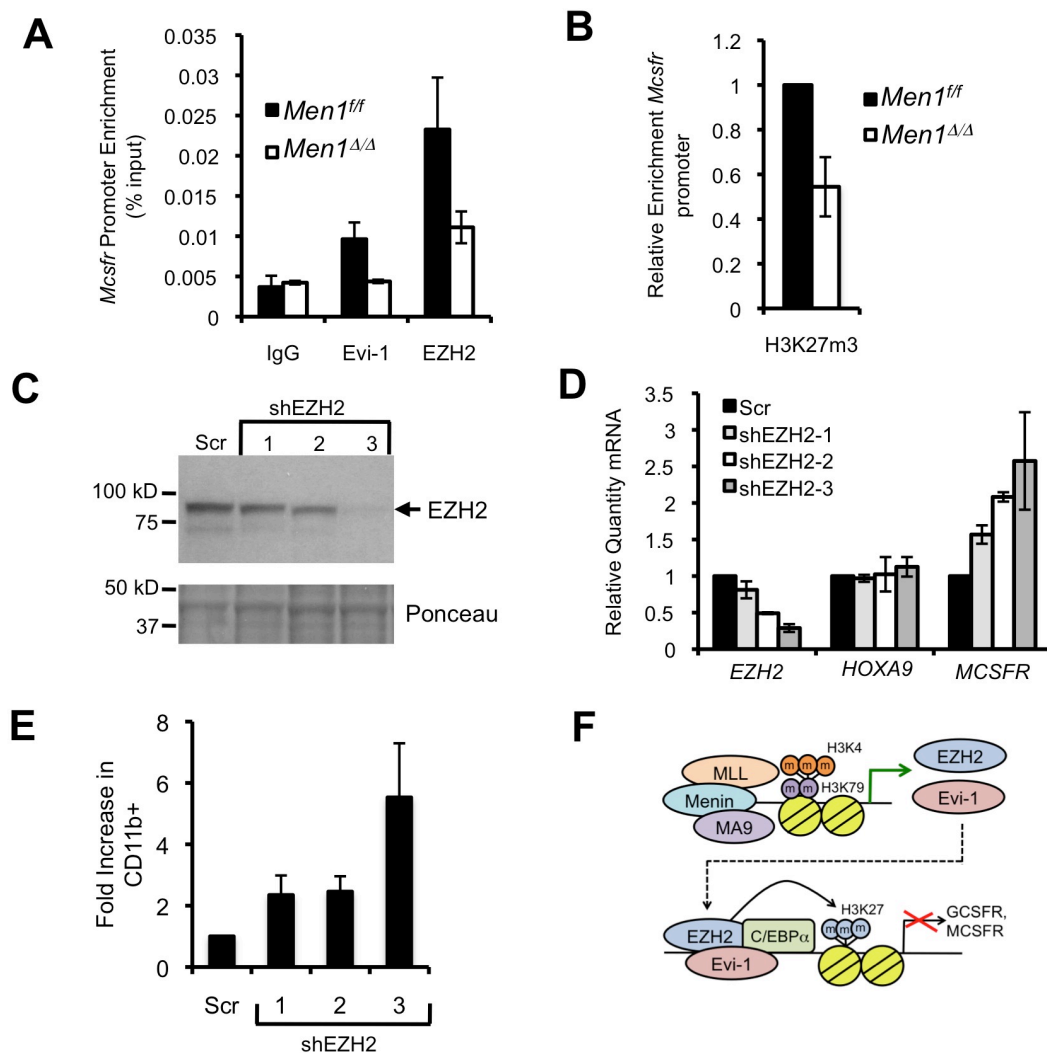 A
Mcsfr Promoter Enrichment
(% input)
0.035
0.03
0.025
0.02
0.015
0.01
0.005
0
Men1f/f
Men1Δ/Δ
IgG
Evi-1
EZH2
B
Relative Enrichment Mcsfr
promoter
1.2
1
0.8
0.6
0.4
0.2
0
Men1f/f
Men1Δ/Δ
H3K27m3
C
shEZH2
Scr
1
2
3
100 kD
75
EZH2
50 kD
37
Ponceau
D
Relative Quantity mRNA
3.5
3
2.5
2
1.5
1
0.5
0
Scr
shEZH2-1
shEZH2-2
shEZH2-3
EZH2
HOXA9
MCSFR
E
Fold Increase in
CD11b+
8
6
4
2
0
Scr
1
2
3
shEZH2
F
MLL
Menin
MA9
m m m
H3K4
m m
H3K79
EZH2
Evi-1
EZH2
C/EBPα
Evi-1
H3K27
m m m
GCSFR,
MCSFR